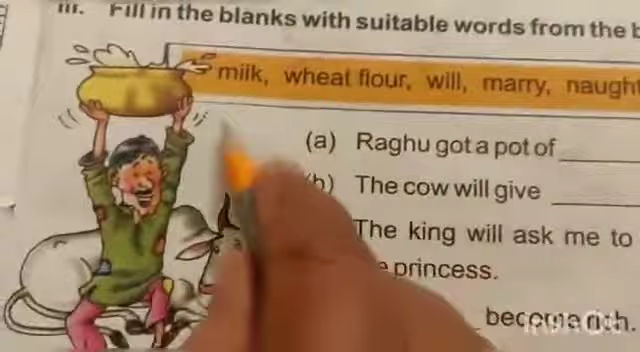 III. Fill in the blanks with suitable words from the
milk, wheat flour, will, marry,
(a) Raghu got a pot of
(b) The cow will give
The king will ask me to
princess.
become rich.